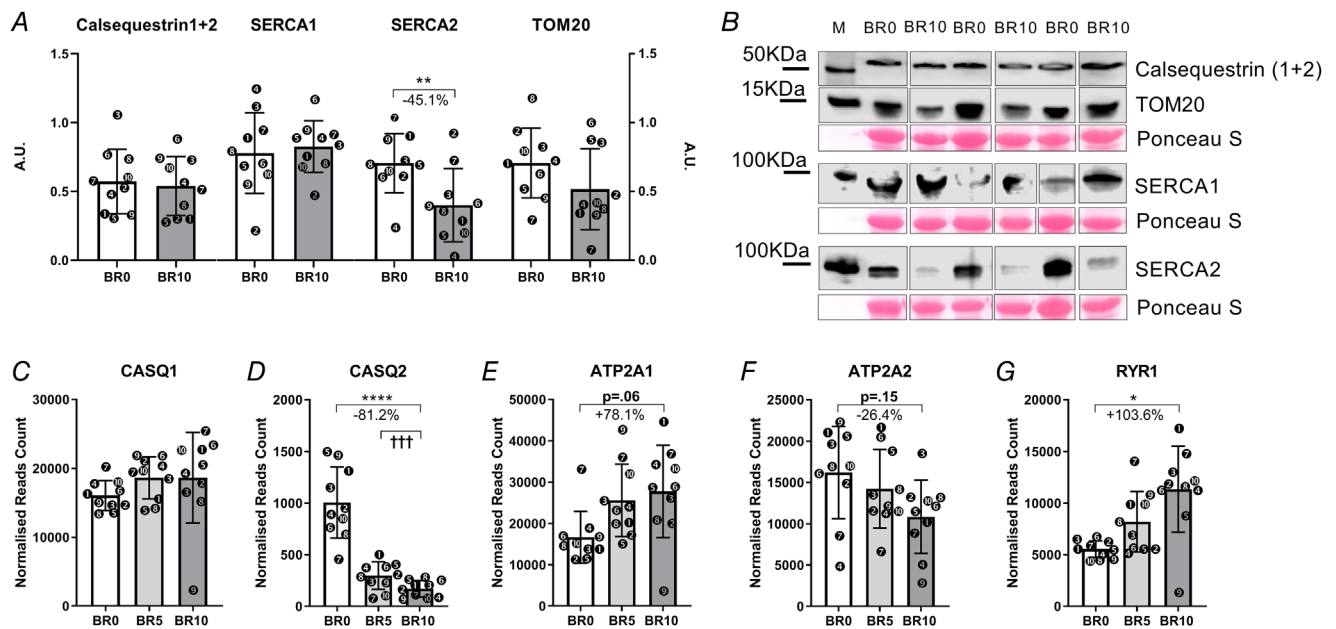 A
Calsequestrin1+2 SERCA1 SERCA2 TOM20
1.5
1.0
0.5
0.0
A.U.
**
-45.1%
1.5
1.0
0.5
0.0
A.U.
BR0 BR10 BR0 BR10 BR0 BR10 BR0 BR10
B
M BR0 BR10 BR0 BR10 BR0 BR10
50KDa
Calsequestrin (1+2)
15KDa
TOM20
Ponceau S
100KDa
SERCA1
Ponceau S
100KDa
SERCA2
Ponceau S
C
CASQ1
Normalised Reads Count
30000
20000
10000
0
BR0 BR5 BR10
D
CASQ2
Normalised Reads Count
2000
1500
1000
500
0
****
-81.2%
†††
BR0 BR5 BR10
E
ATP2A1
Normalised Reads Count
50000
40000
30000
20000
10000
0
p=.06
+78.1%
BR0 BR5 BR10
F
ATP2A2
Normalised Reads Count
25000
20000
15000
10000
5000
0
p=.15
-26.4%
BR0 BR5 BR10
G
RYR1
Normalised Reads Count
20000
15000
10000
5000
0
*
+103.6%
BR0 BR5 BR10